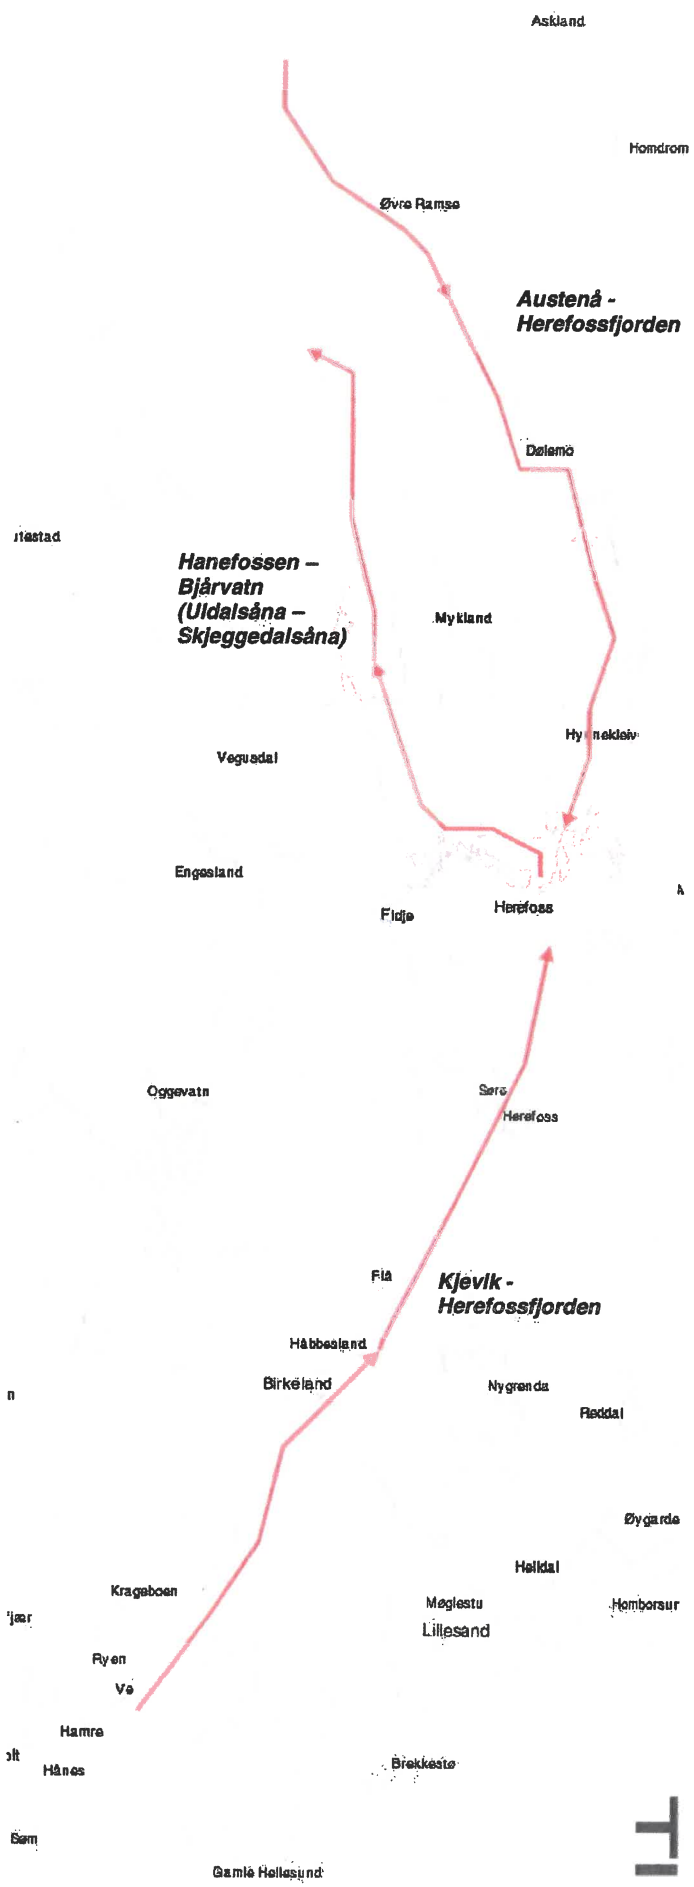 Askland
Homdrom
Øvre Ramse
Austenå -
Herefossfjorden
Dølemo
Hanefossen –
Bjårvatn
(Uldalsåna –
Skjeggedalsåna)
Mykland
Vegusdal
Engesland
Fidje
Herefoss
Oggevatn
Søre
Herefoss
Flå
Kjevik -
Herefossfjorden
Håbbesland
Birkeland
Nygrenda
Reddal
Øygarde
Heildal
Krageboen
Møglestu
Lillesand
Homborsur
Ryen
Ve
Hamre
Hånes
Brekkestø
Søm
Gamle Hellesund